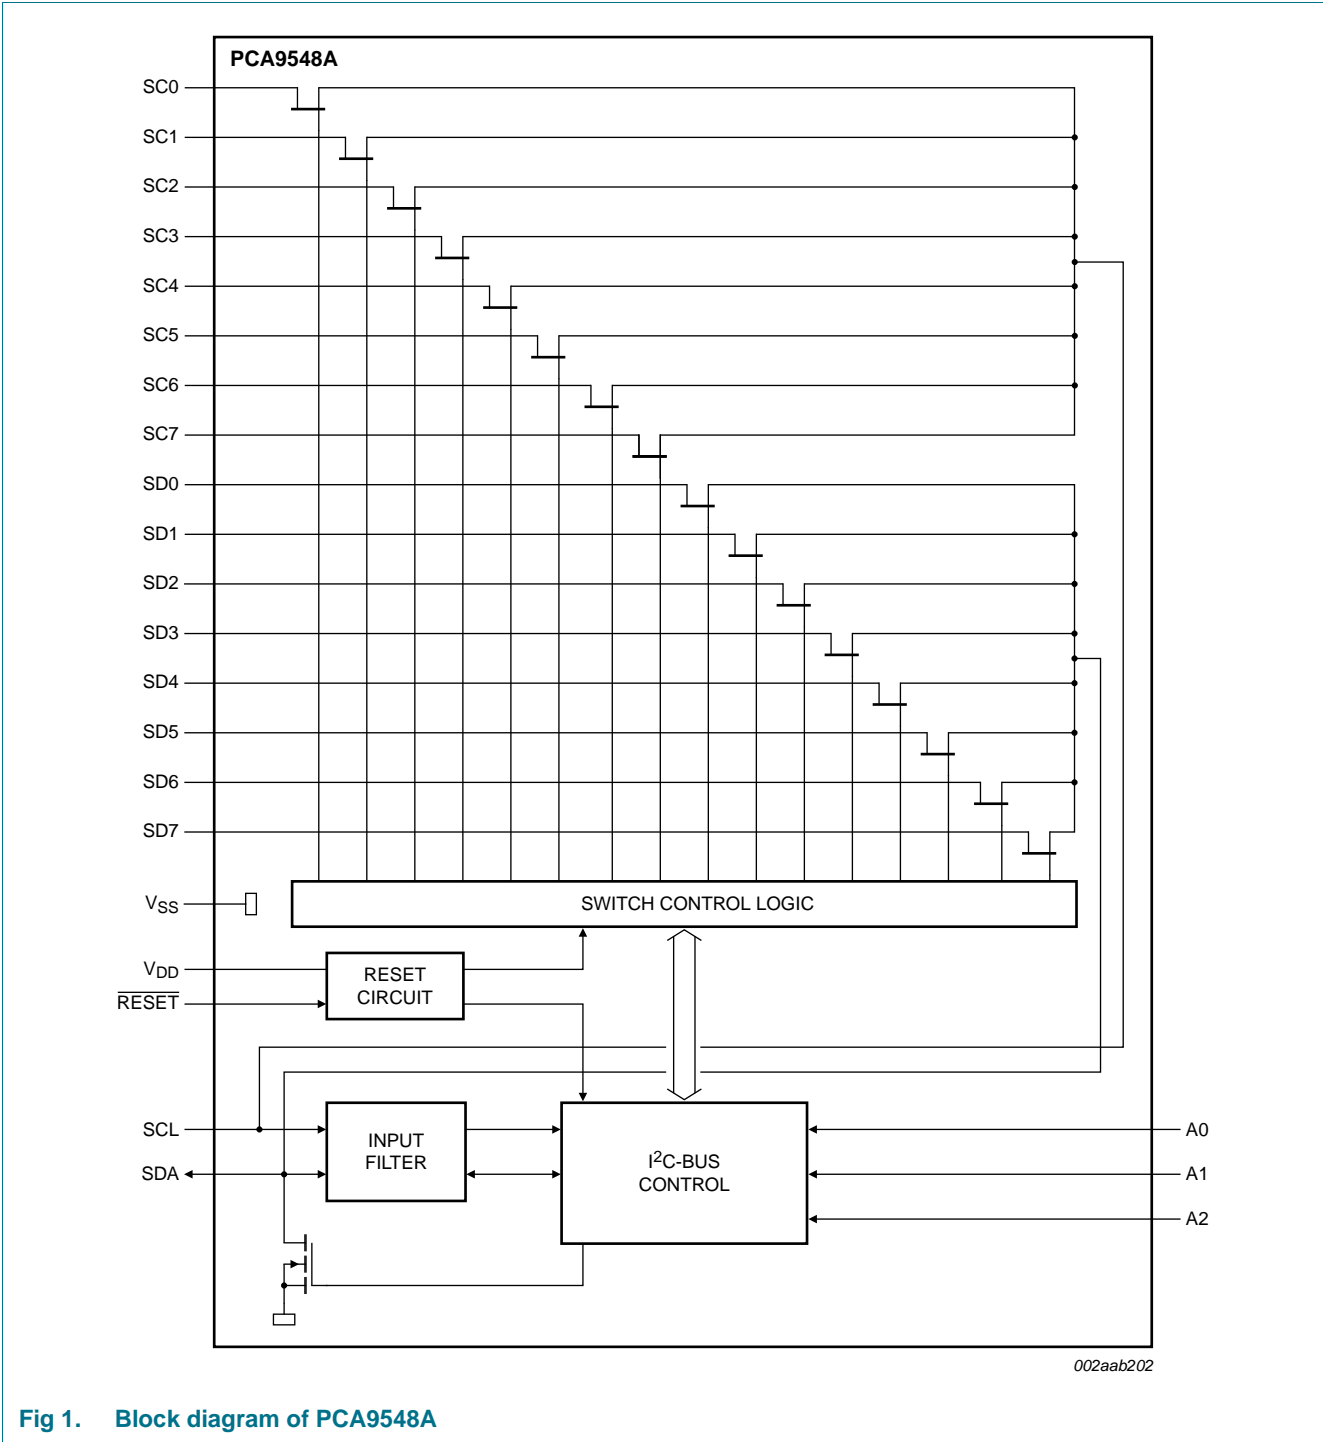 PCA9548A
SC0
SC1
SC2
SC3
SC4
SC5
SC6
SC7
SD0
SD1
SD2
SD3
SD4
SD5
SD6
SD7
VSS
SWITCH CONTROL LOGIC
VDD
RESET
RESET
CIRCUIT
SCL
SDA
INPUT
FILTER
I²C-BUS
CONTROL
A0
A1
A2
002aab202
Fig 1. Block diagram of PCA9548A